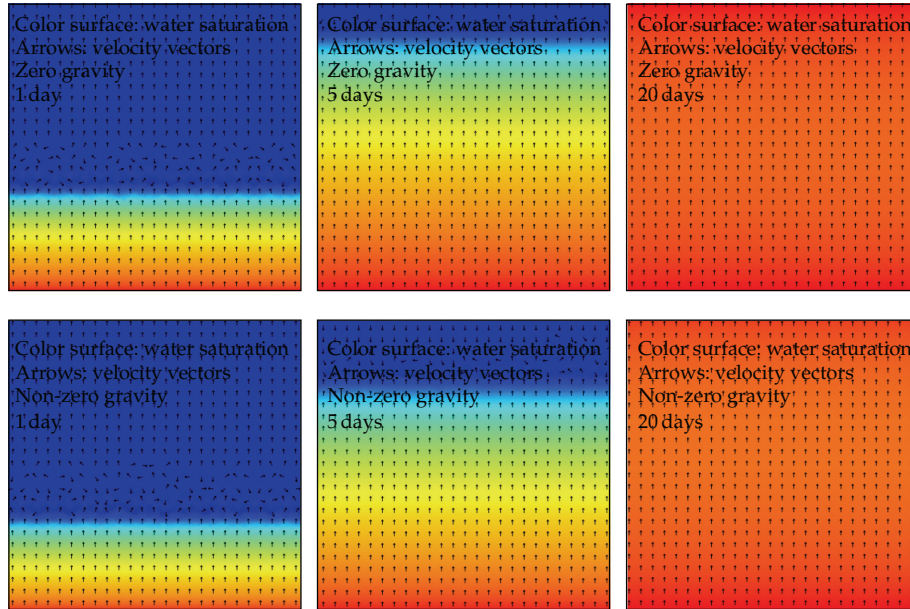 Color surface: water saturation
Arrows: velocity vectors
Zero gravity
1 day
Color surface: water saturation
Arrows: velocity vectors
Zero gravity
5 days
Color surface: water saturation
Arrows: velocity vectors
Zero gravity
20 days
Color surface: water saturation
Arrows: velocity vectors
Non-zero gravity
1 day
Color surface: water saturation
Arrows: velocity vectors
Non-zero gravity
5 days
Color surface: water saturation
Arrows: velocity vectors
Non-zero gravity
20 days